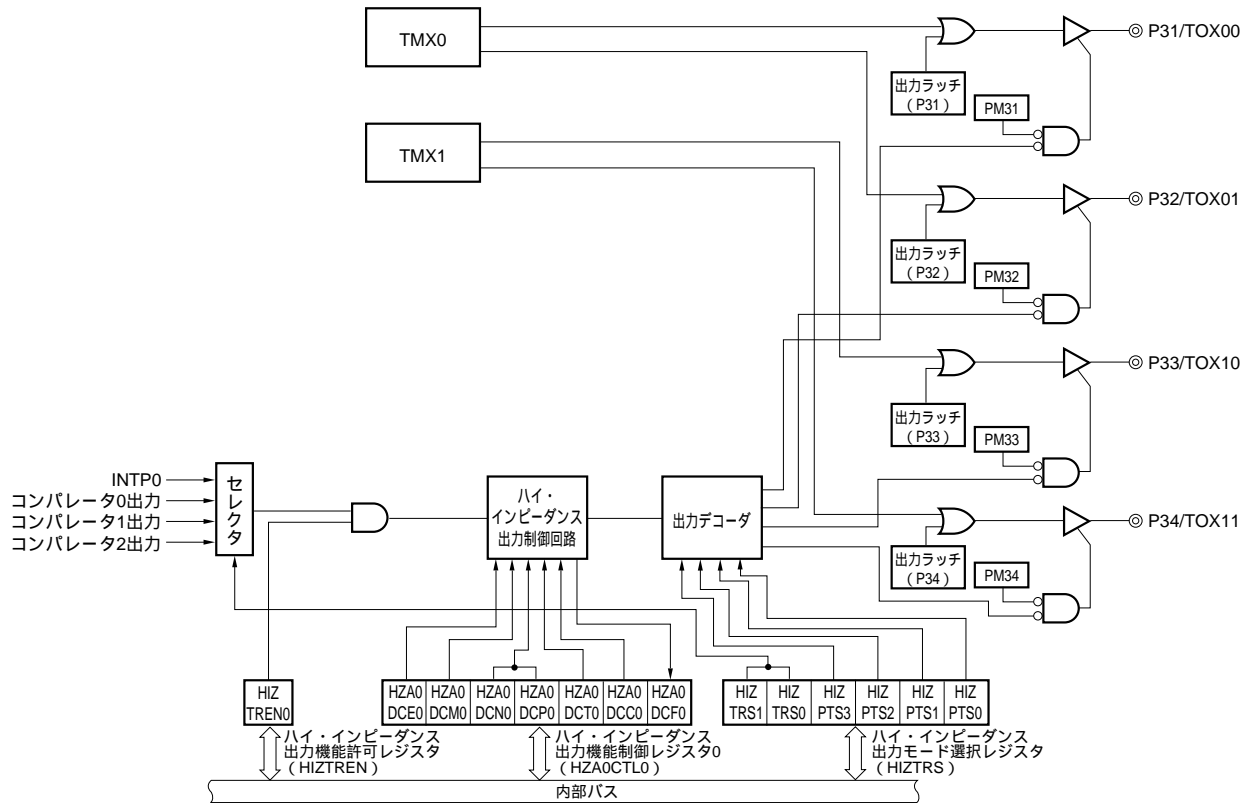 TMX0
P31/TOX00
出力ラッチ
(P31)
PM31
TMX1
P32/TOX01
出力ラッチ
(P32)
PM32
P33/TOX10
出力ラッチ
(P33)
PM33
INTP0
コンパレータ0出力
コンパレータ1出力
コンパレータ2出力
セレクタ
ハイ・
インピーダンス
出力制御回路
出力デコーダ
P34/TOX11
出力ラッチ
(P34)
PM34
HIZ
TREN0
HZA0
DCE0
HZA0
DCM0
HZA0
DCN0
HZA0
DCP0
HZA0
DCT0
HZA0
DCC0
HZA0
DCF0
HIZ
TRS1
HIZ
TRS0
HIZ
PTS3
HIZ
PTS2
HIZ
PTS1
HIZ
PTS0
ハイ・インピーダンス
出力機能許可レジスタ
(HIZTREN)
ハイ・インピーダンス
出力機能制御レジスタ0
(HZA0CTL0)
ハイ・インピーダンス
出力モード選択レジスタ
(HIZTRS)
内部バス